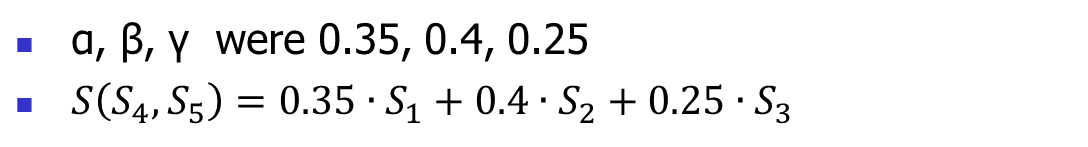 ▪ α, β, γ were 0.35, 0.4, 0.25
▪ 𝑆(𝑆₄, 𝑆₅) = 0.35 · 𝑆₁ + 0.4 · 𝑆₂ + 0.25 · 𝑆₃